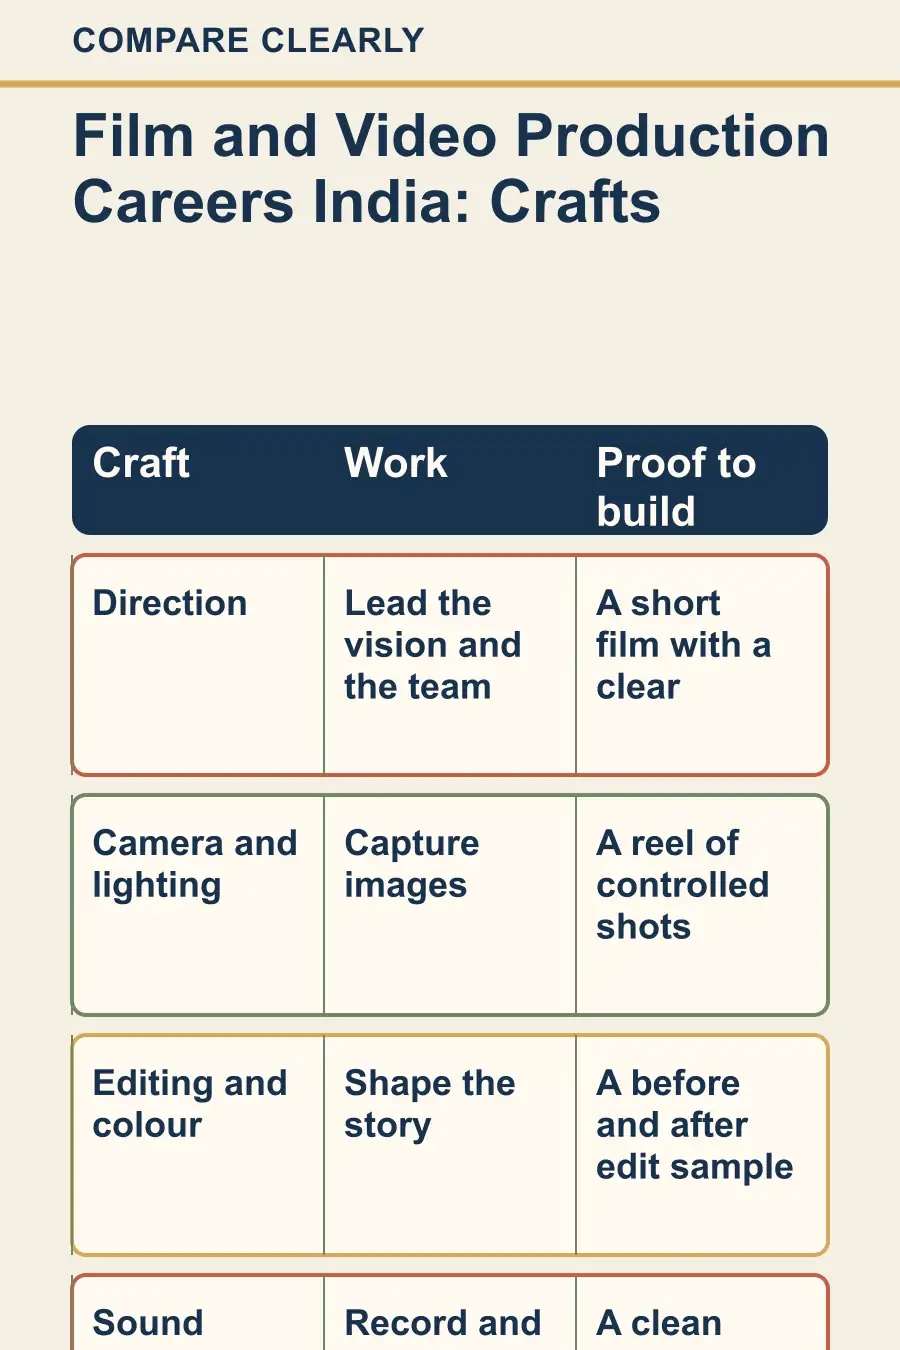 COMPARE CLEARLY
Film and Video Production
Careers India: Crafts
Craft
Work
Proof to
build
Direction
Lead the
vision and
the team
A short
film with a
clear
Camera and
lighting
Capture
images
A reel of
controlled
shots
Editing and
colour
Shape the
story
A before
and after
edit sample
Sound
Record and
A clean